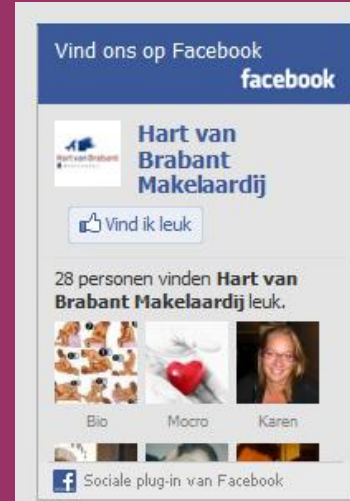 Vind ons op Facebook
facebook
Hart van
Brabant
Makelaardij
Vind ik leuk
28 personen vinden Hart van
Brabant Makelaardij leuk.
Bio Mocro Karen
Sociale plug-in van Facebook